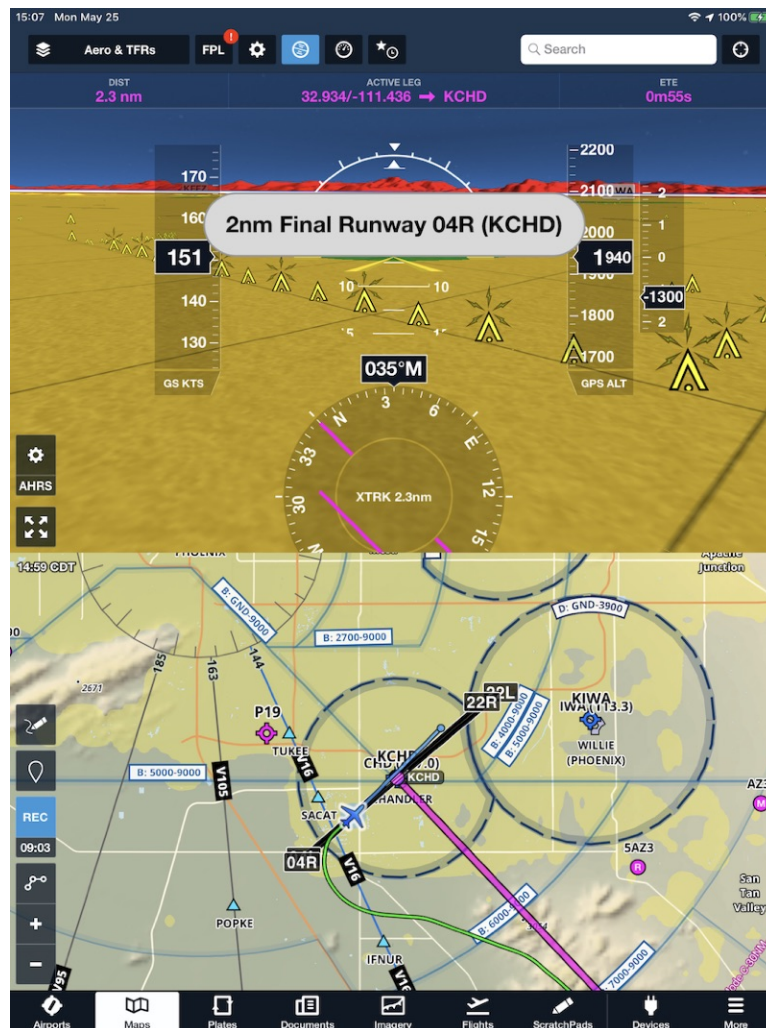 15:07 Mon May 25
100%
Aero & TFRs
FPL
!
Search
DIST
2.3 nm
ACTIVE LEG
32.934/-111.436 → KCHD
ETE
0m55s
170
160
151
140
130
GS KTS
2nm Final Runway 04R (KCHD)
10 10
2200
2100
2000
1940
1900
1800
1700
GPS ALT
2
1
0
-1300
2
035°M
N
3
6
E
12
15
33
30
XTRK 2.3nm
AHRS
14:59 CDT
PHOENIX
Apache
Junction
B: GND-9000
D: GND-3900
B: 2700-9000
185
163
144
2671
P19
TUKEE
22R
22L
B: 4000-9000
B: 5000-9000
KIWA
IWA (113.3)
WILLIE
(PHOENIX)
B: 5000-9000
V105
V16
KCHD
KCHD
CHANDLER
SACAT
04R
V16
5AZ3
R
M
San
Tan
Valley
POPKE
B: 6000-9000
IFNUR
B: 7000-9000
V95
V16
Mode-C 30NM
REC
09:03
+
-
Airports
Maps
Plates
Documents
Imagery
Flights
ScratchPads
Devices
More